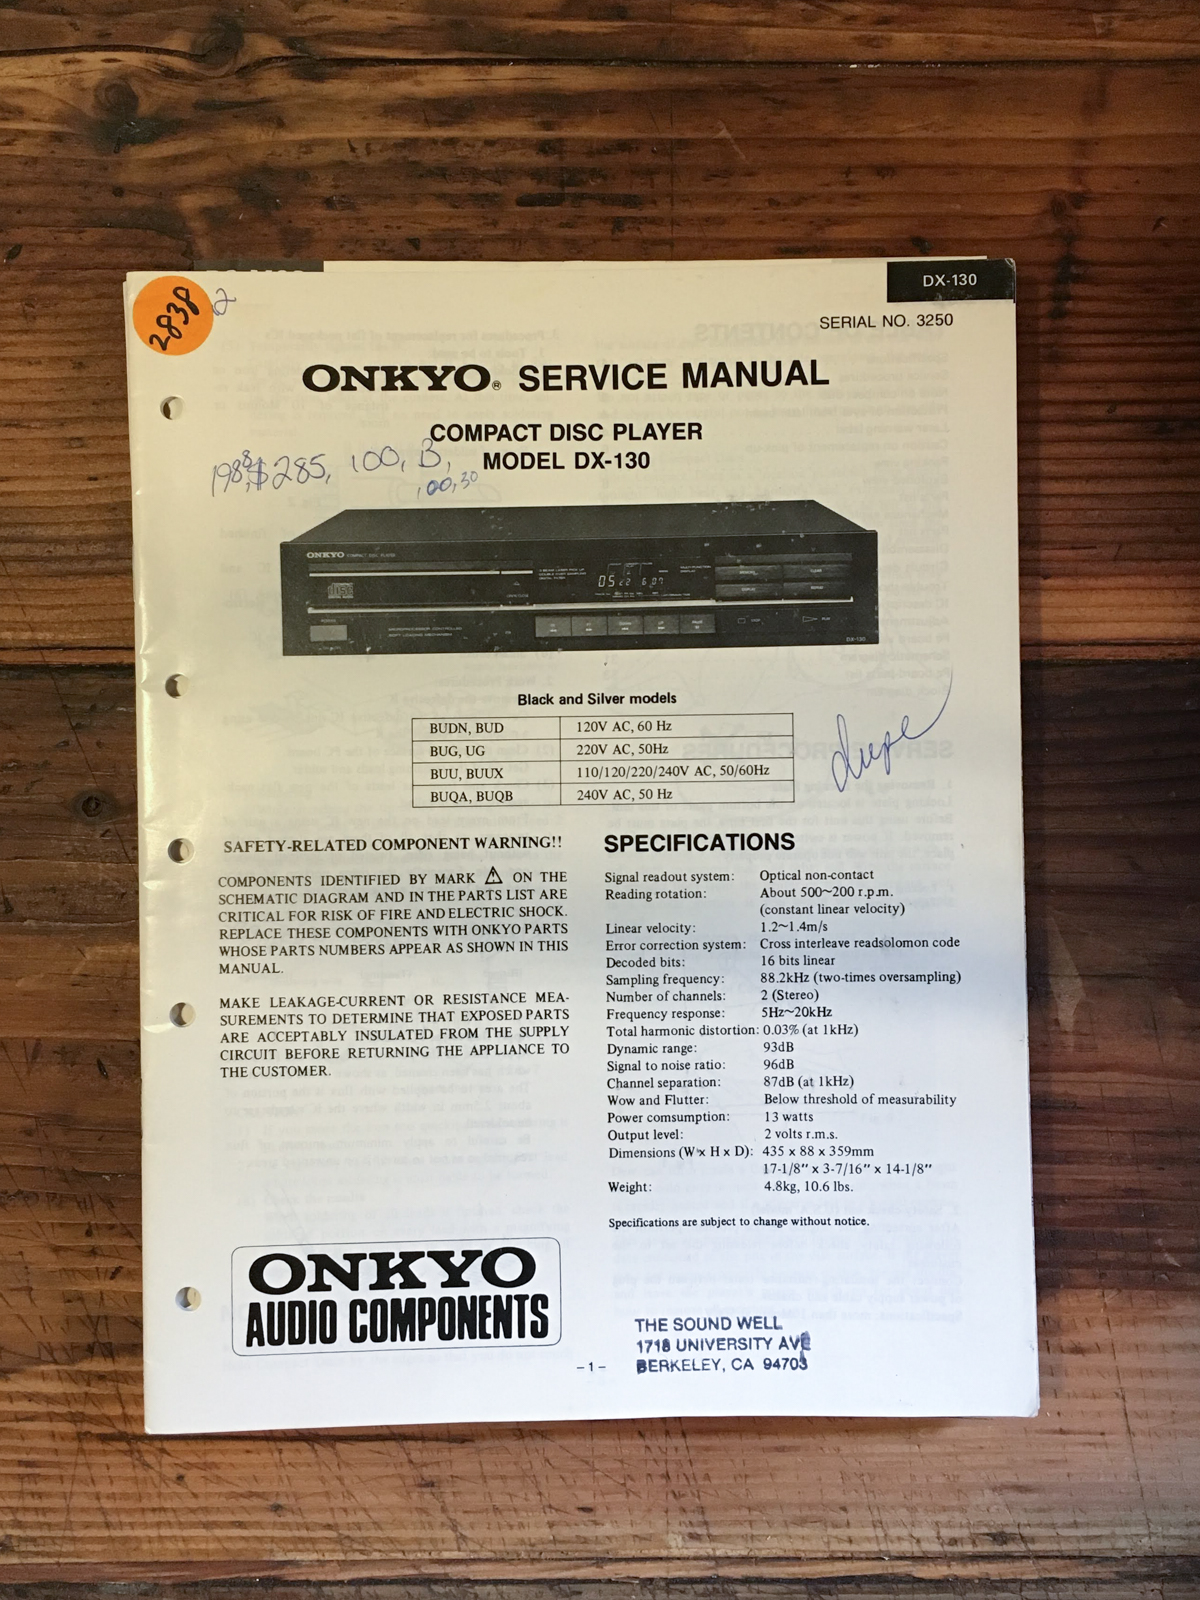 DX-130
2838
2
SERIAL NO. 3250
ONKYO® SERVICE MANUAL
COMPACT DISC PLAYER
MODEL DX-130
1988, $285, 100, B,
,00,30
ONKYO COMPACT DISC PLAYER
DX-130
Black and Silver models
BUDN, BUD 120V AC, 60 Hz
BUG, UG 220V AC, 50Hz
BUU, BUUX 110/120/220/240V AC, 50/60Hz
BUQA, BUQB 240V AC, 50 Hz
dupe
SAFETY-RELATED COMPONENT WARNING!!
COMPONENTS IDENTIFIED BY MARK ⚠ ON THE
SCHEMATIC DIAGRAM AND IN THE PARTS LIST ARE
CRITICAL FOR RISK OF FIRE AND ELECTRIC SHOCK.
REPLACE THESE COMPONENTS WITH ONKYO PARTS
WHOSE PARTS NUMBERS APPEAR AS SHOWN IN THIS
MANUAL.
MAKE LEAKAGE-CURRENT OR RESISTANCE MEA-
SUREMENTS TO DETERMINE THAT EXPOSED PARTS
ARE ACCEPTABLY INSULATED FROM THE SUPPLY
CIRCUIT BEFORE RETURNING THE APPLIANCE TO
THE CUSTOMER.
SPECIFICATIONS
Signal readout system: Optical non-contact
Reading rotation: About 500~200 r.p.m.
(constant linear velocity)
Linear velocity: 1.2~1.4m/s
Error correction system: Cross interleave readsolomon code
Decoded bits: 16 bits linear
Sampling frequency: 88.2kHz (two-times oversampling)
Number of channels: 2 (Stereo)
Frequency response: 5Hz~20kHz
Total harmonic distortion: 0.03% (at 1kHz)
Dynamic range: 93dB
Signal to noise ratio: 96dB
Channel separation: 87dB (at 1kHz)
Wow and Flutter: Below threshold of measurability
Power comsumption: 13 watts
Output level: 2 volts r.m.s.
Dimensions (W x H x D): 435 x 88 x 359mm
17-1/8" x 3-7/16" x 14-1/8"
Weight: 4.8kg, 10.6 lbs.
Specifications are subject to change without notice.
ONKYO
AUDIO COMPONENTS
THE SOUND WELL
1718 UNIVERSITY AVE
BERKELEY, CA 94703
-1-